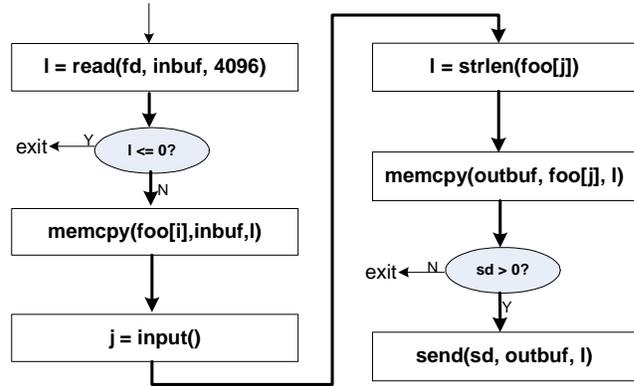 l = read(fd, inbuf, 4096)
l <= 0?
Y
exit
N
memcpy(foo[i],inbuf,l)
j = input()
l = strlen(foo[j])
memcpy(outbuf, foo[j], l)
sd > 0?
N
exit
Y
send(sd, outbuf, l)